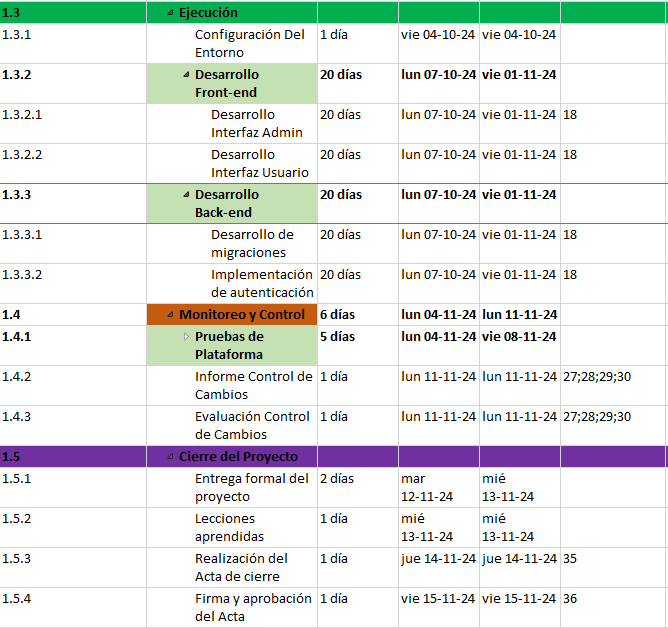 1.3 Ejecución
1.3.1 Configuración Del 1 día vie 04-10-24 vie 04-10-24
Entorno
1.3.2 Desarrollo 20 días lun 07-10-24 vie 01-11-24
Front-end
1.3.2.1 Desarrollo 20 días lun 07-10-24 vie 01-11-24 18
Interfaz Admin
1.3.2.2 Desarrollo 20 días lun 07-10-24 vie 01-11-24 18
Interfaz Usuario
1.3.3 Desarrollo 20 días lun 07-10-24 vie 01-11-24
Back-end
1.3.3.1 Desarrollo de 20 días lun 07-10-24 vie 01-11-24 18
migraciones
1.3.3.2 Implementación 20 días lun 07-10-24 vie 01-11-24 18
de autenticación
1.4 Monitoreo y Control 6 días lun 04-11-24 lun 11-11-24
1.4.1 Pruebas de 5 días lun 04-11-24 vie 08-11-24
Plataforma
1.4.2 Informe Control de 1 día lun 11-11-24 lun 11-11-24 27;28;29;30
Cambios
1.4.3 Evaluación Control 1 día lun 11-11-24 lun 11-11-24 27;28;29;30
de Cambios
1.5 Cierre del Proyecto
1.5.1 Entrega formal del 2 días mar mié
proyecto 12-11-24 13-11-24
1.5.2 Lecciones 1 día mié mié
aprendidas 13-11-24 13-11-24
1.5.3 Realización del 1 día jue 14-11-24 jue 14-11-24 35
Acta de cierre
1.5.4 Firma y aprobación 1 día vie 15-11-24 vie 15-11-24 36
del Acta